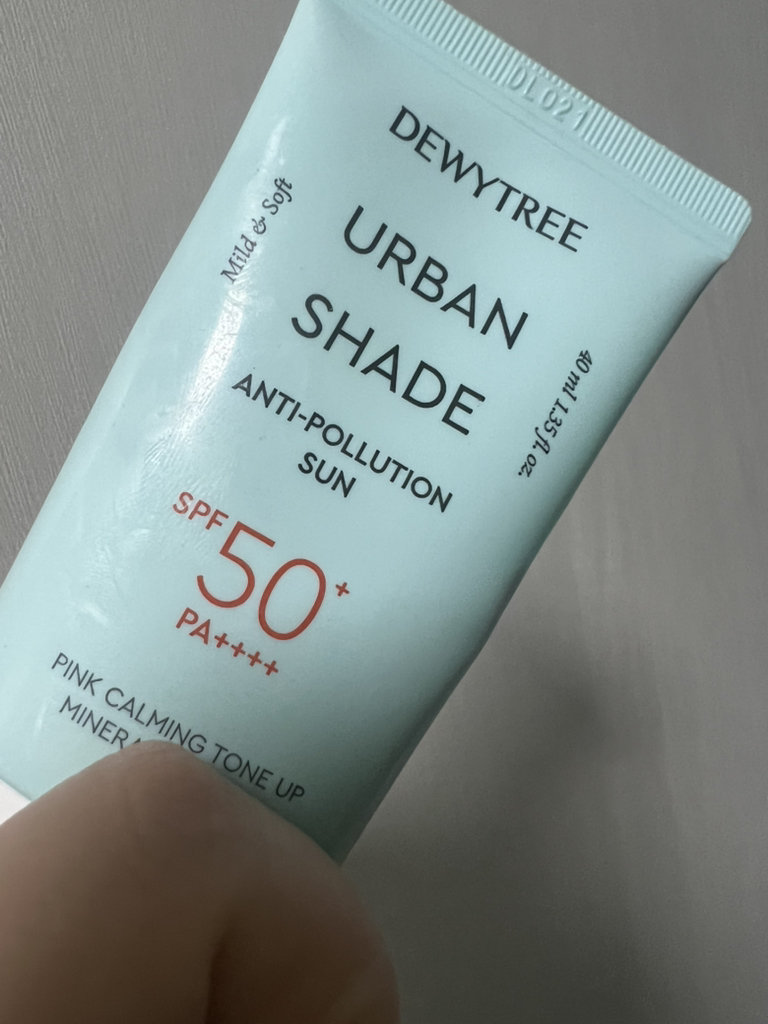 DL021
DEWYTREE
Mild & Soft
URBAN
SHADE
40 ml 1.35 fl. oz.
ANTI-POLLUTION
SUN
SPF 50+
PA++++
PINK CALMING TONE UP